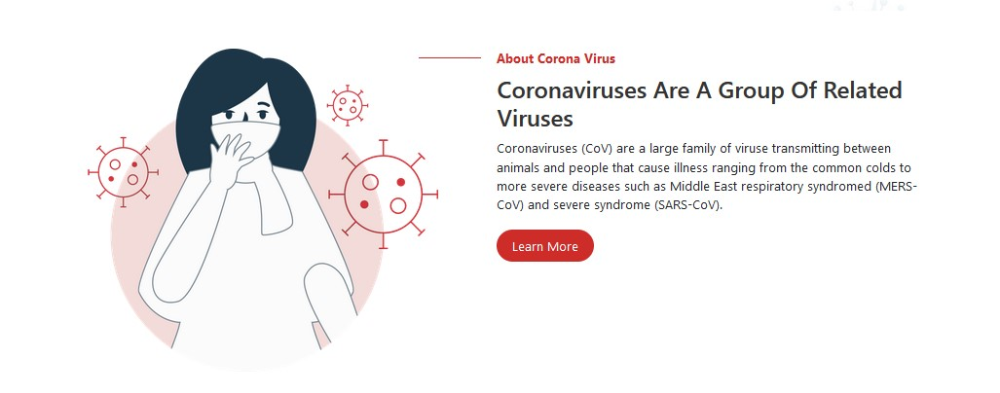 About Corona Virus
Coronaviruses Are A Group Of Related
Viruses
Coronaviruses (CoV) are a large family of viruse transmitting between
animals and people that cause illness ranging from the common colds to
more severe diseases such as Middle East respiratory syndromed (MERS-
CoV) and severe syndrome (SARS-CoV).
Learn More